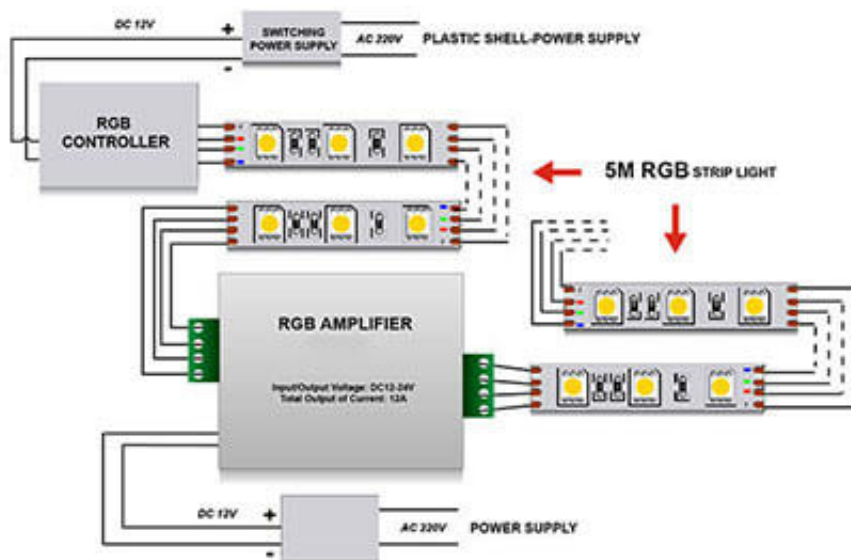 DC 12V
+
-
SWITCHING
POWER SUPPLY
AC 220V
PLASTIC SHELL-POWER SUPPLY
RGB
CONTROLLER
5M RGB STRIP LIGHT
RGB AMPLIFIER
Input/Output Voltage: DC12-24V
Total Output of Current: 12A
DC 12V
+
-
AC 220V
POWER SUPPLY